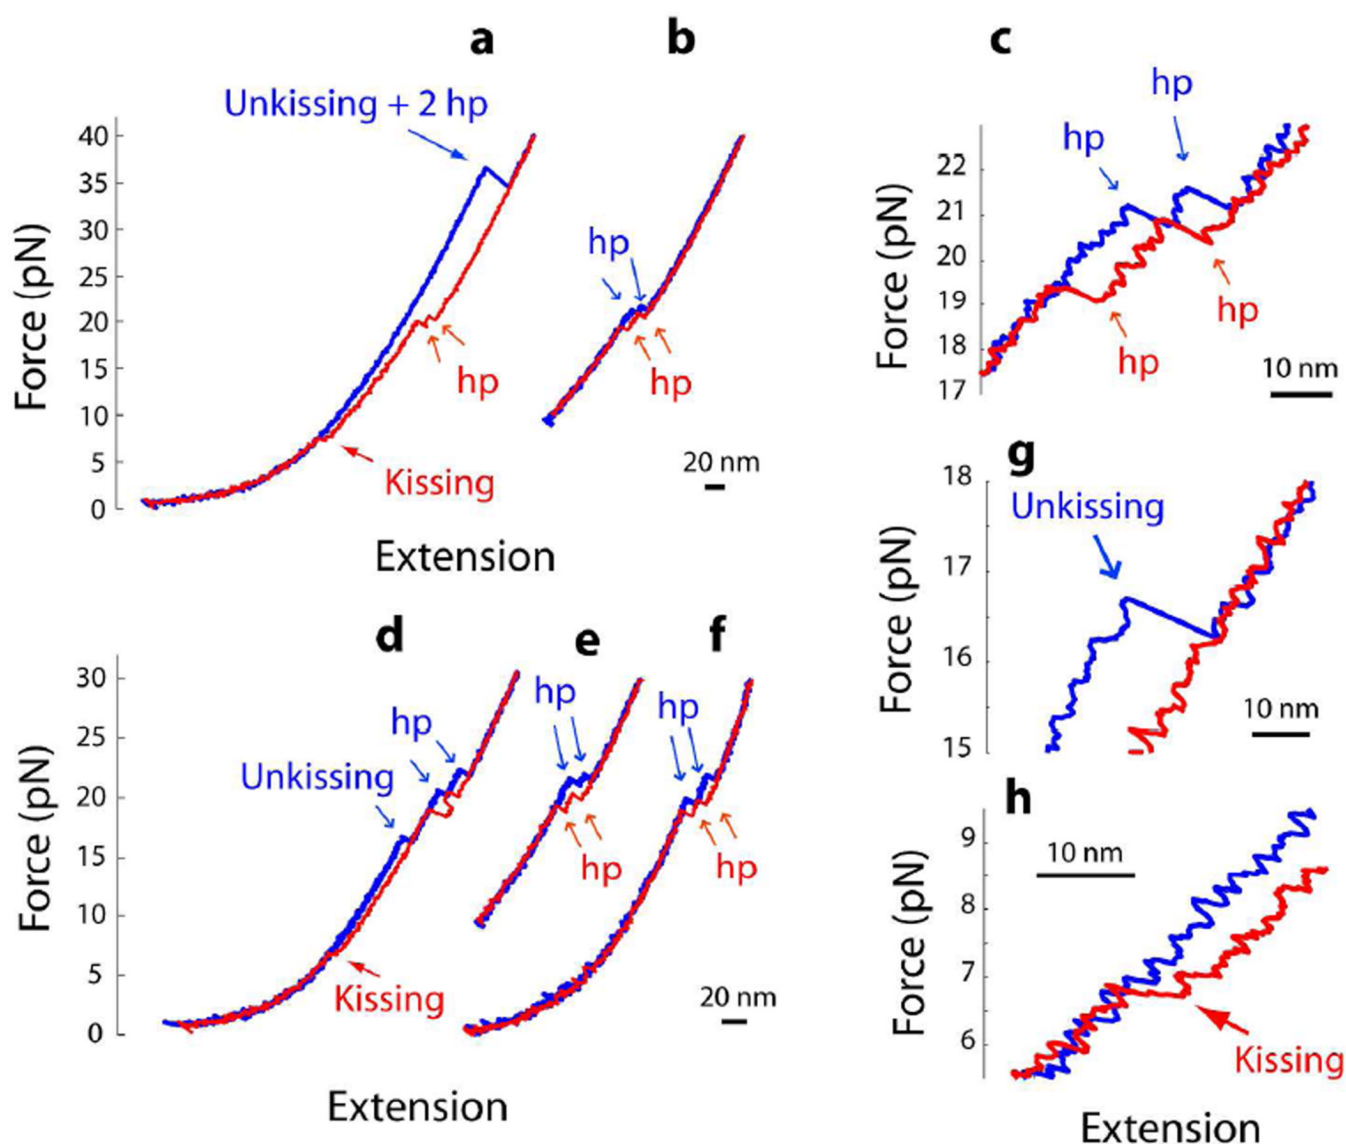 a
b
c
Unkissing + 2 hp
hp
hp
hp
hp
hp
Kissing
hp
hp
hp
40
35
30
25
20
15
10
5
0
Force (pN)
20 nm
Extension
22
21
20
19
18
17
Force (pN)
10 nm
d
e
f
hp
Unkissing
Kissing
hp
hp
hp
hp
30
25
20
15
10
5
0
Force (pN)
20 nm
Extension
g
Unkissing
18
17
16
15
Force (pN)
10 nm
h
10 nm
9
8
7
6
Force (pN)
Kissing
Extension